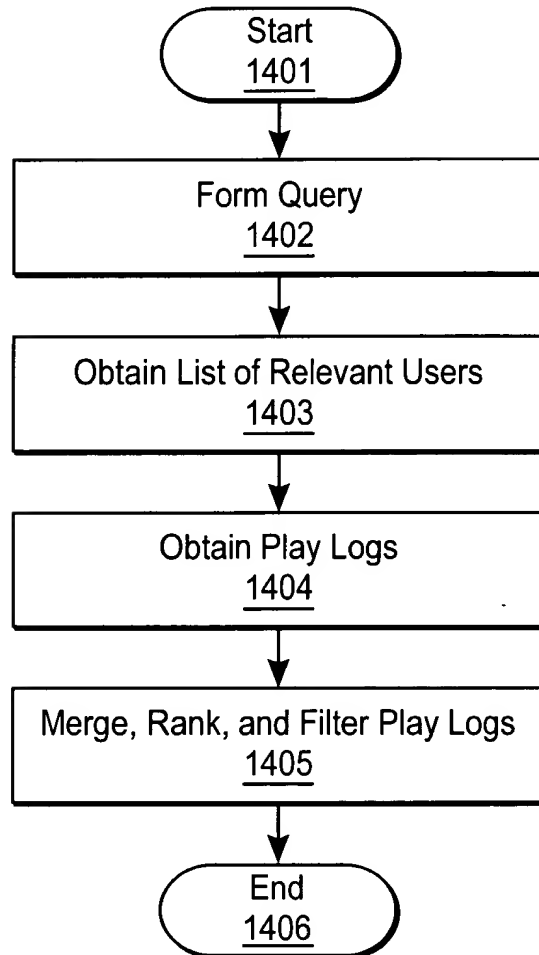 Start
1401
Form Query
1402
Obtain List of Relevant Users
1403
Obtain Play Logs
1404
Merge, Rank, and Filter Play Logs
1405
End
1406